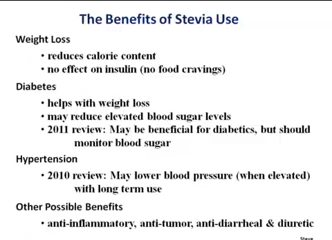 The Benefits of Stevia Use
Weight Loss
• reduces calorie content
• no effect on insulin (no food cravings)
Diabetes
• helps with weight loss
• may reduce elevated blood sugar levels
• 2011 review: May be beneficial for diabetics, but should
monitor blood sugar
Hypertension
• 2010 review: May lower blood pressure (when elevated)
with long term use
Other Possible Benefits
• anti-inflammatory, anti-tumor, anti-diarrheal & diuretic
Steve